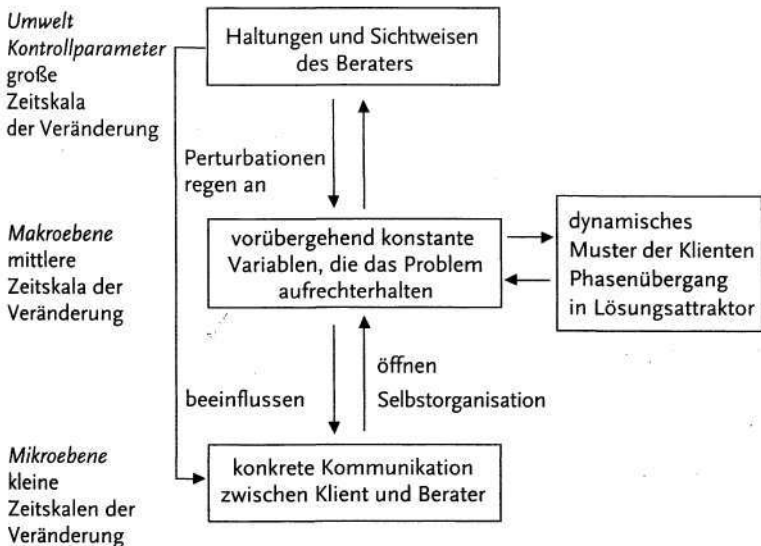 Umwelt
Kontrollparameter
große
Zeitskala
der Veränderung
Haltungen und Sichtweisen
des Beraters
Perturbationen
regen an
Makroebene
mittlere
Zeitskala der
Veränderung
vorübergehend konstante
Variablen, die das Problem
aufrechterhalten
dynamisches
Muster der Klienten
Phasenübergang
in Lösungsattraktor
beeinflussen
öffnen
Selbstorganisation
Mikroebene
kleine
Zeitskalen der
Veränderung
konkrete Kommunikation
zwischen Klient und Berater